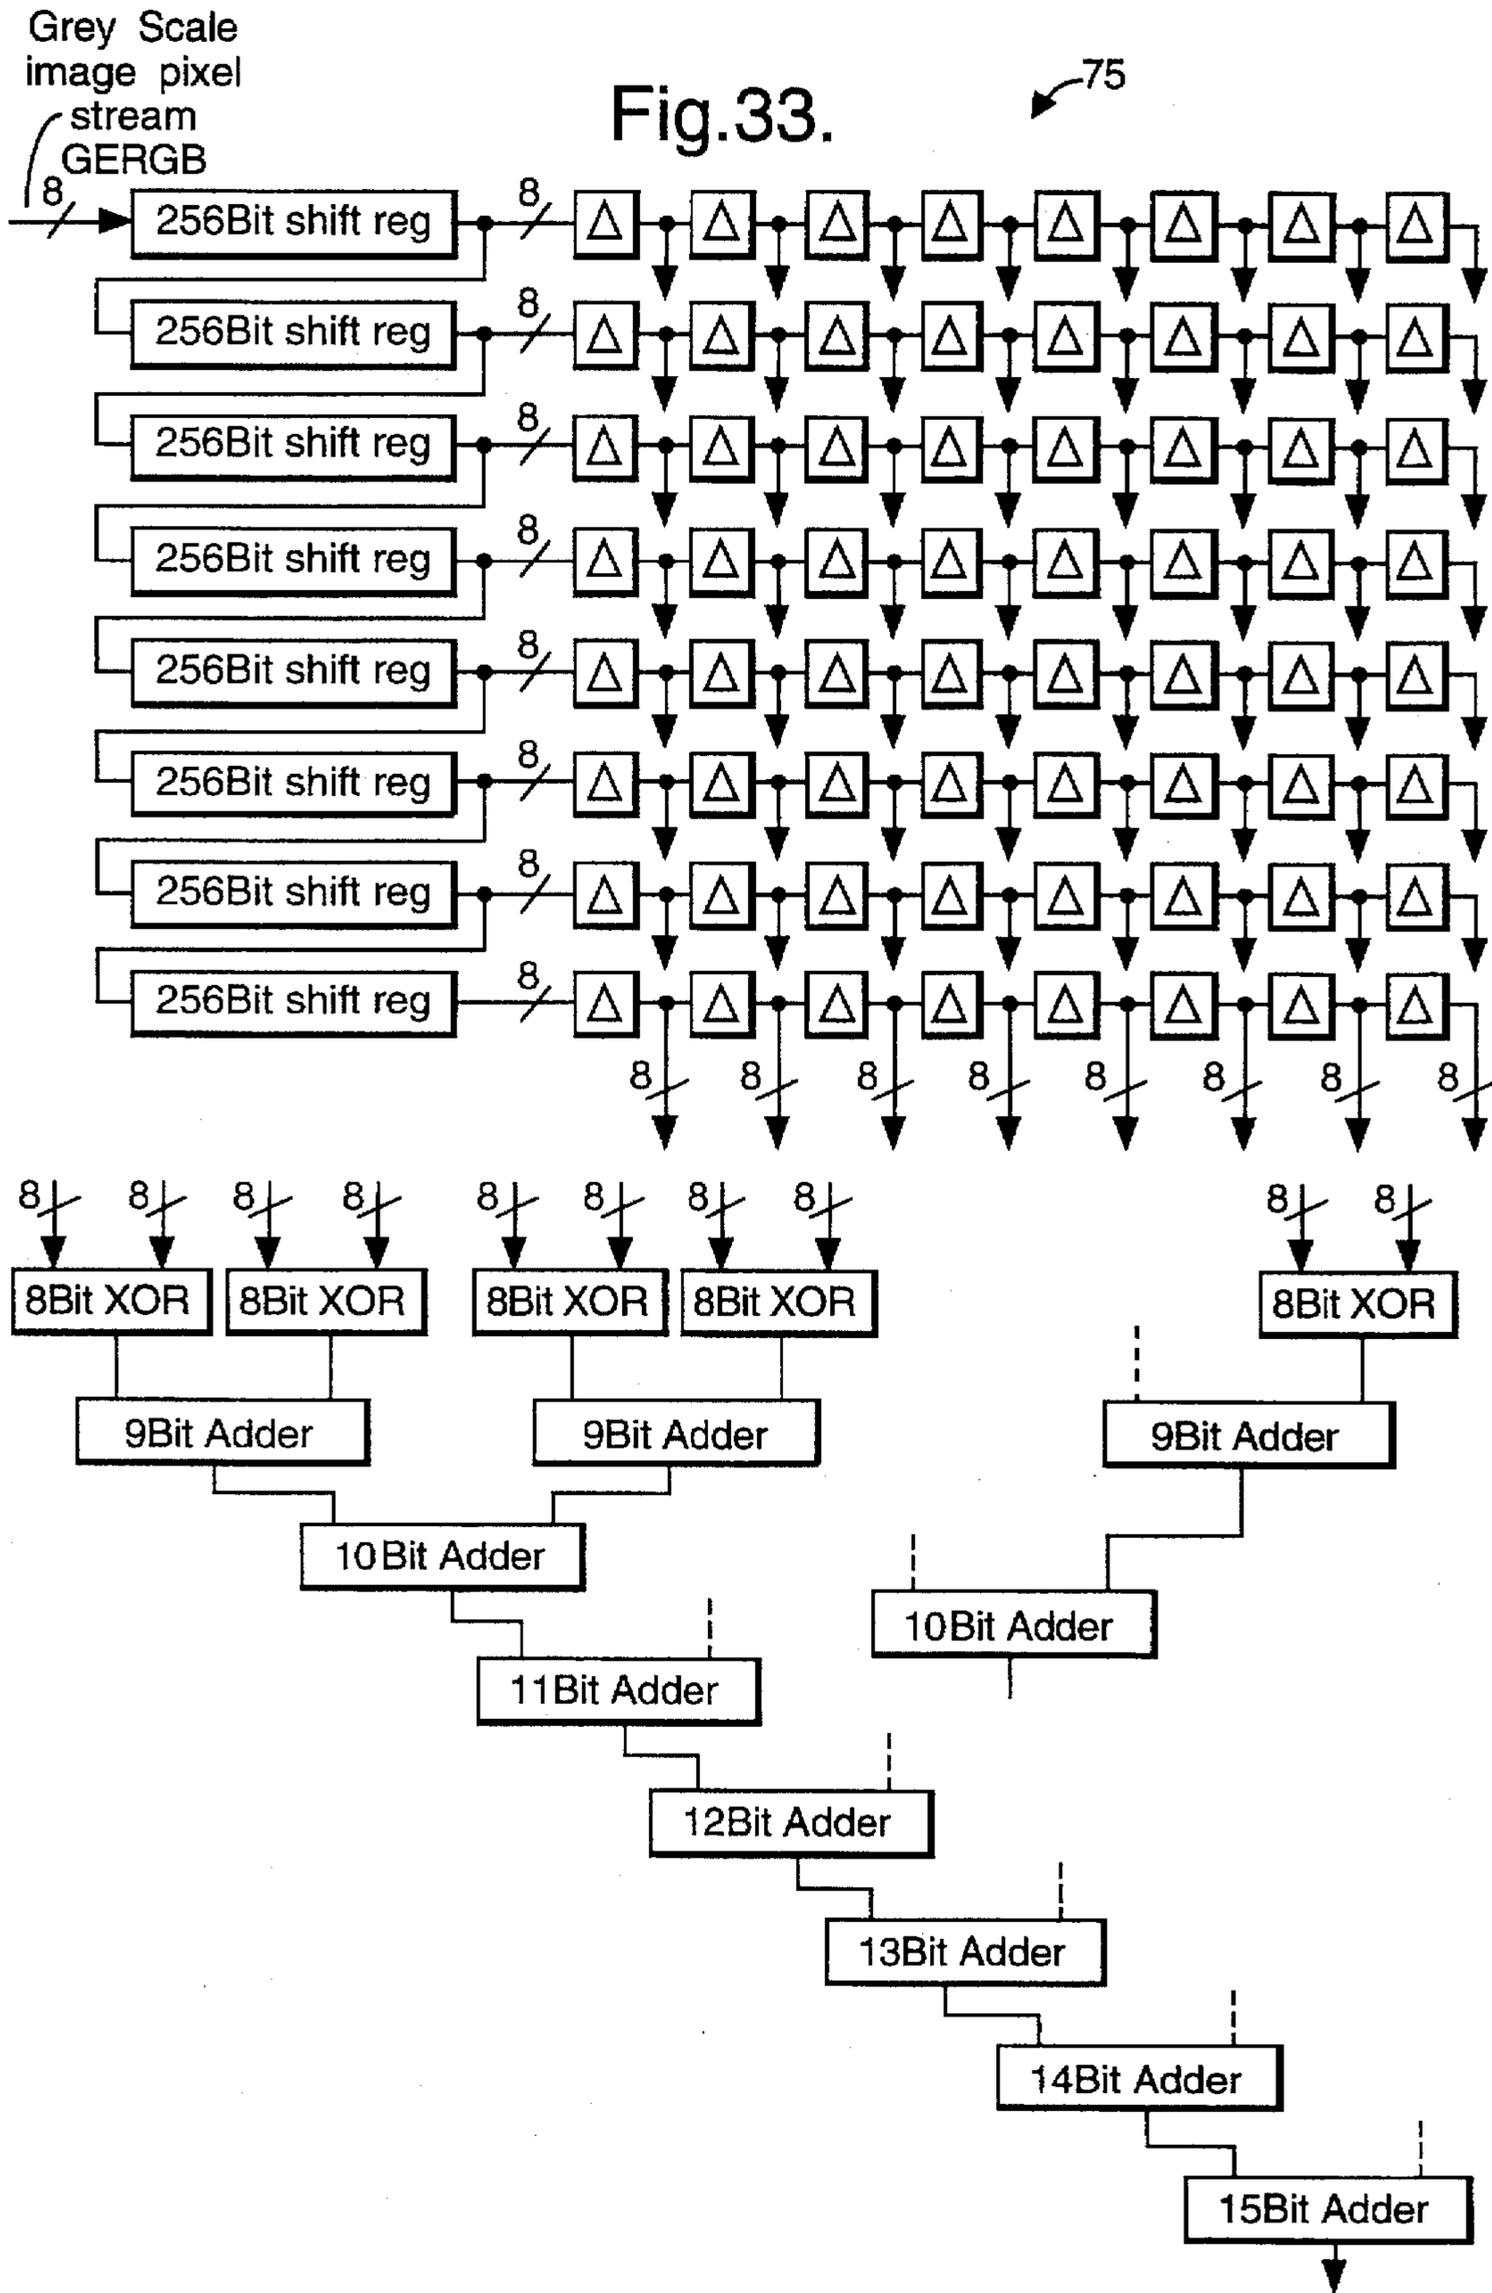 Grey Scale
image pixel
stream
GERGB
Fig.33.
75
8
256Bit shift reg
8
256Bit shift reg
8
256Bit shift reg
8
256Bit shift reg
8
256Bit shift reg
8
256Bit shift reg
8
256Bit shift reg
8
256Bit shift reg
8
8 8 8 8 8 8 8 8
8 8 8 8 8 8 8 8 8 8
8Bit XOR 8Bit XOR 8Bit XOR 8Bit XOR 8Bit XOR
9Bit Adder 9Bit Adder 9Bit Adder
10Bit Adder
10Bit Adder
11Bit Adder
12Bit Adder
13Bit Adder
14Bit Adder
15Bit Adder